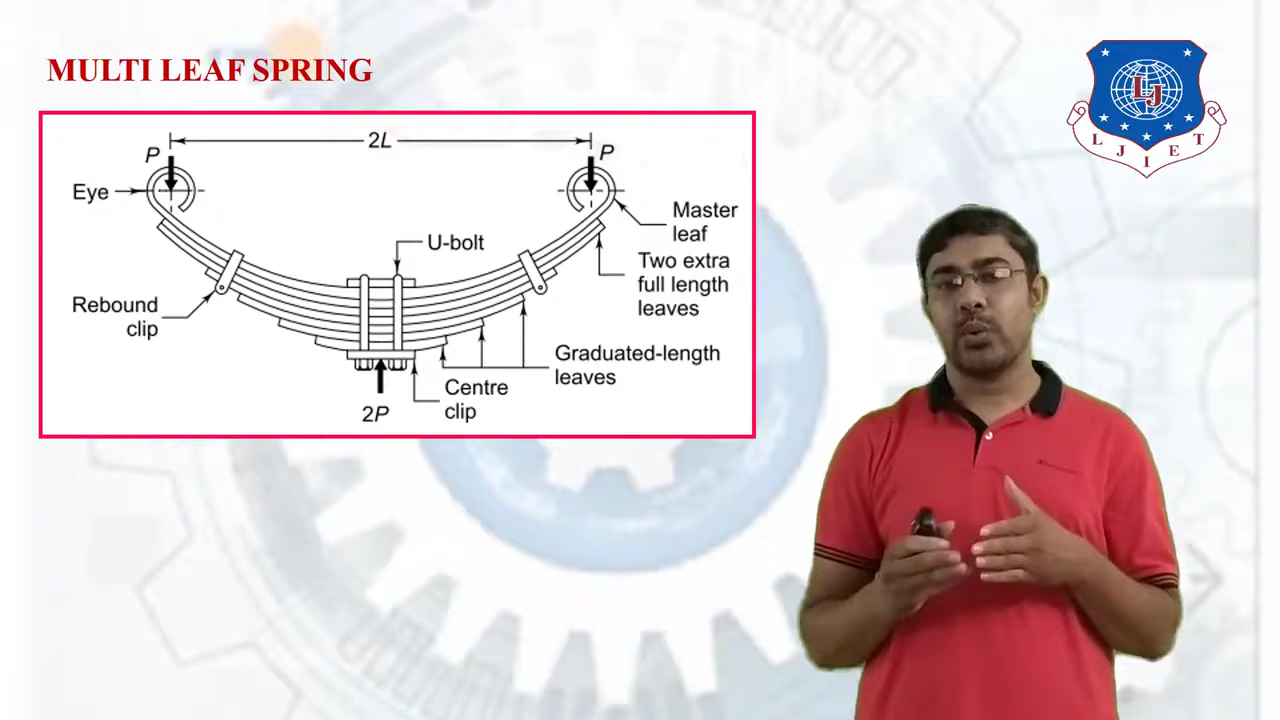 MULTI LEAF SPRING
2L
P
P
Eye
Master
leaf
U-bolt
Two extra
full length
leaves
Rebound
clip
Graduated-length
leaves
Centre
clip
2P
LJ
L J I E T